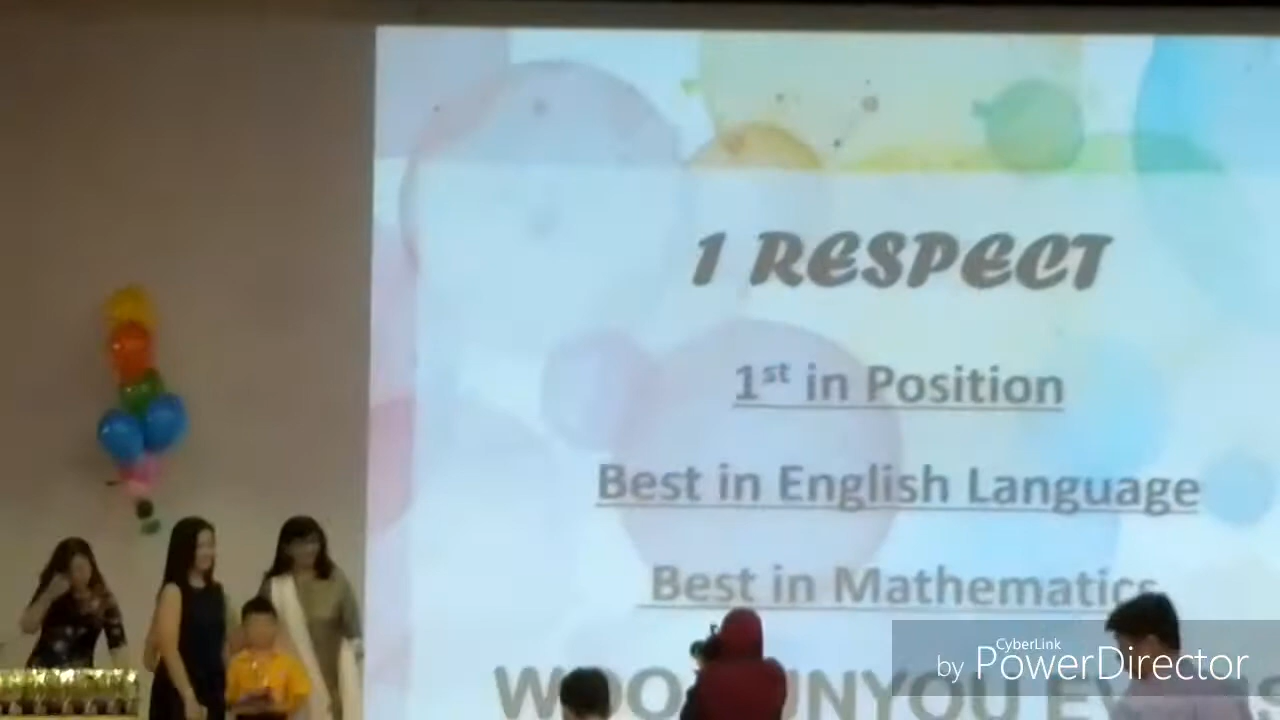 1 RESPECT
1st in Position
Best in English Language
Best in Mathematics
CyberLink
by PowerDirector